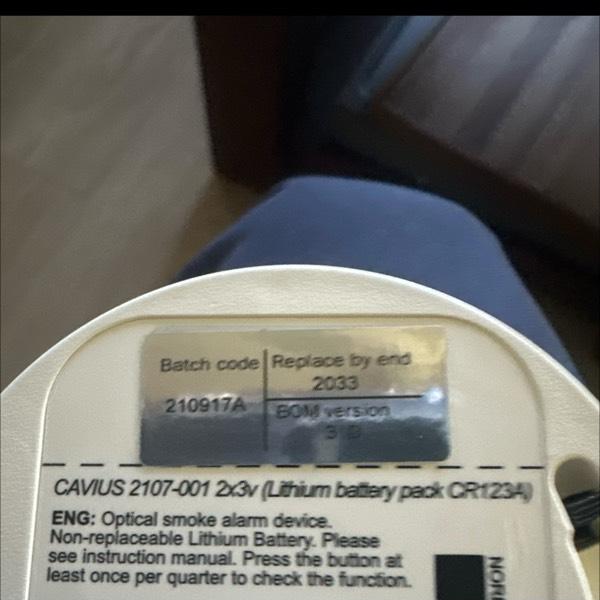 Batch code
210917A
Replace by end
2033
BOM version
3
CAVIUS 2107-001 2x3v (Lithium battery pack CR123A)
ENG: Optical smoke alarm device.
Non-replaceable Lithium Battery. Please
see instruction manual. Press the button at
least once per quarter to check the function.